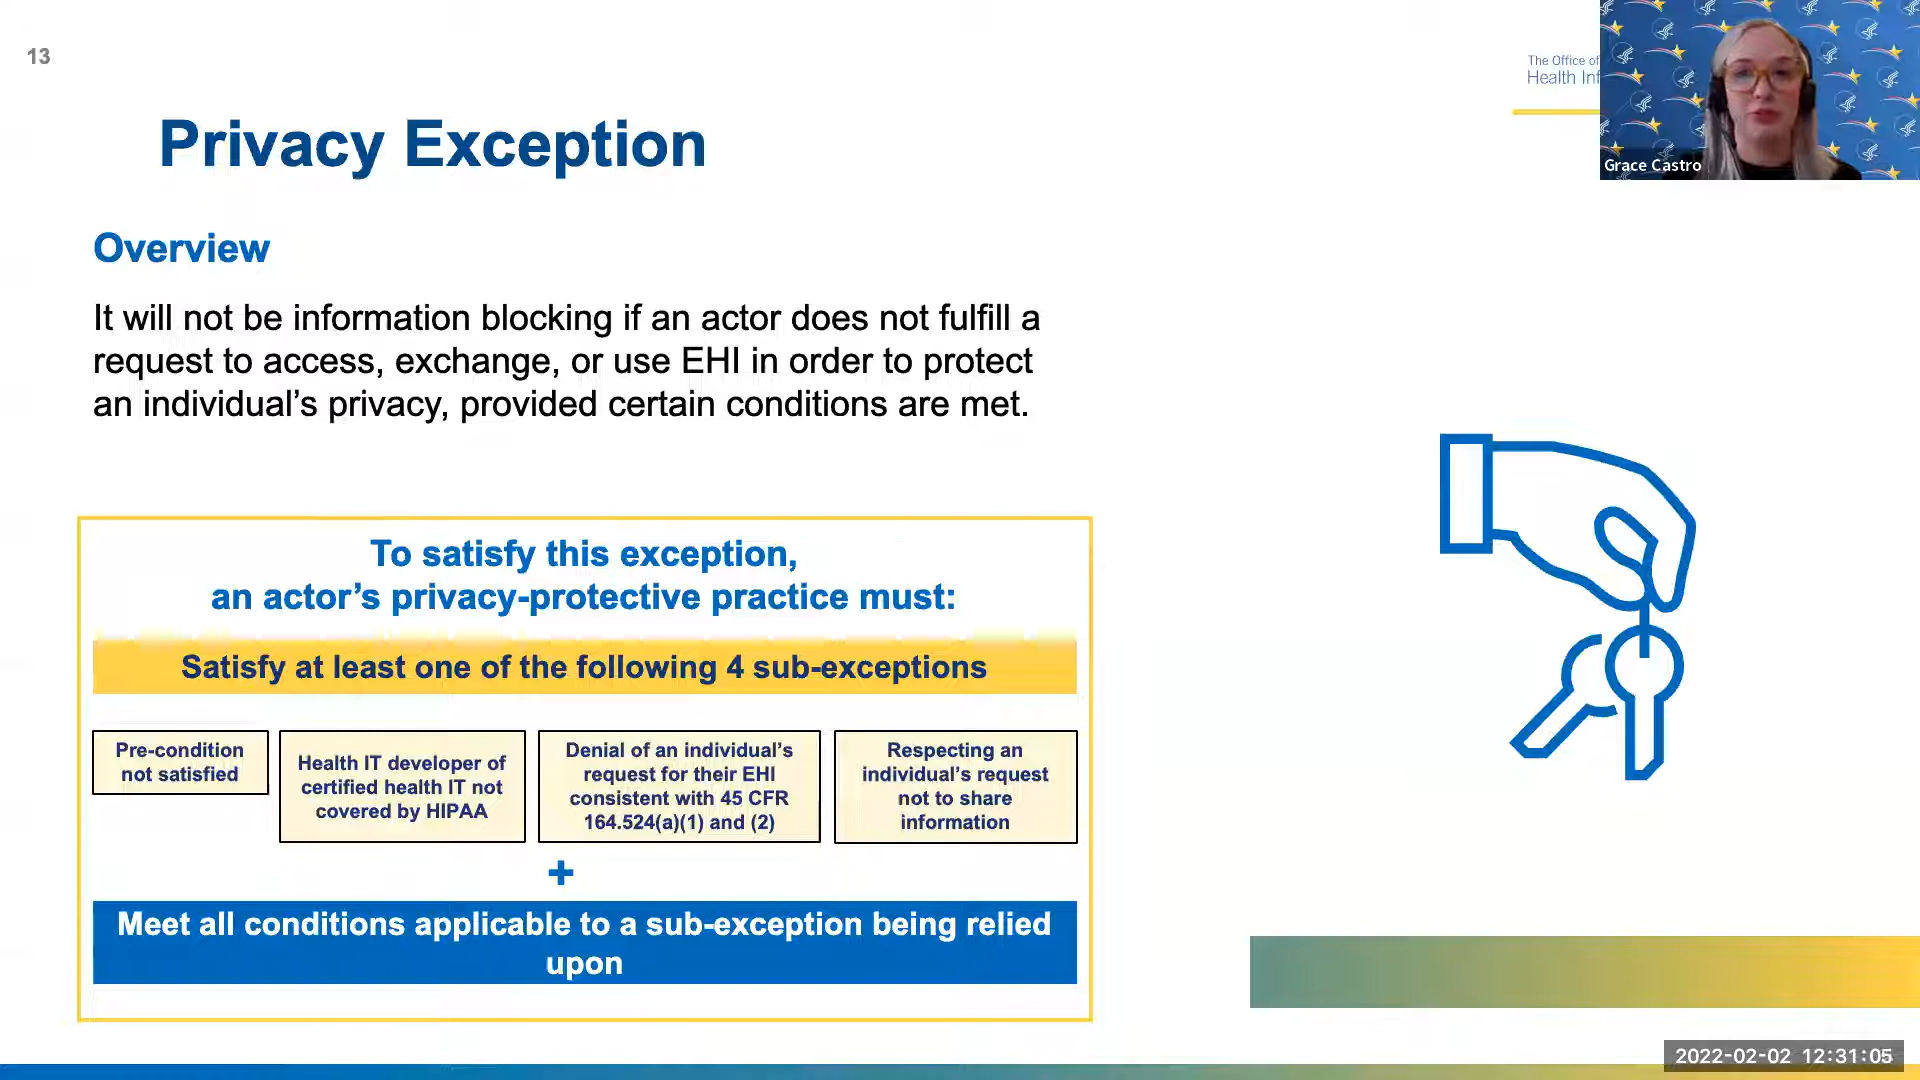 13
The Office of
Health Inf
Grace Castro
Privacy Exception
Overview
It will not be information blocking if an actor does not fulfill a
request to access, exchange, or use EHI in order to protect
an individual’s privacy, provided certain conditions are met.
To satisfy this exception,
an actor’s privacy-protective practice must:
Satisfy at least one of the following 4 sub-exceptions
Pre-condition
not satisfied
Health IT developer of
certified health IT not
covered by HIPAA
Denial of an individual’s
request for their EHI
consistent with 45 CFR
164.524(a)(1) and (2)
Respecting an
individual’s request
not to share
information
+
Meet all conditions applicable to a sub-exception being relied
upon
2022-02-02 12:31:05